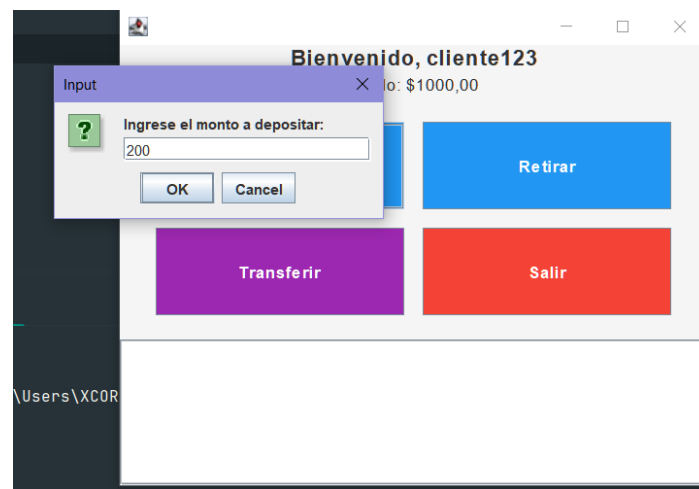 Bienvenido, cliente123
Input
lo: $1000,00
Ingrese el monto a depositar:
200
OK Cancel
Retirar
Transferir
Salir
\Users\XCOR